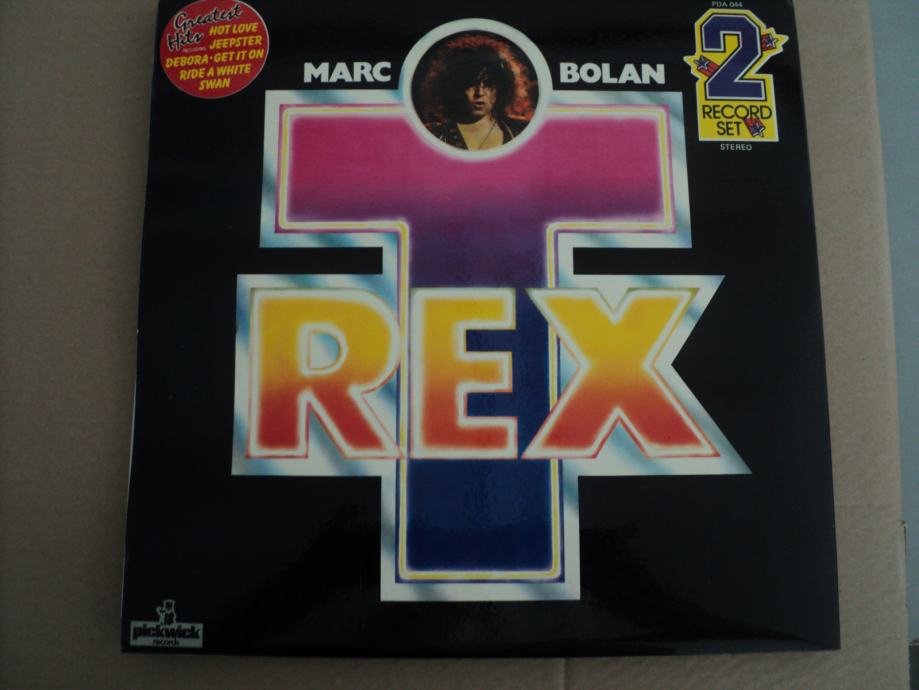 Greatest
Hits
INCLUDING
HOT LOVE
JEEPSTER
DEBORA · GET IT ON
RIDE A WHITE
SWAN
MARC BOLAN
PDA 044
2
RECORD
SET
STEREO
T
REX
pickwick
records